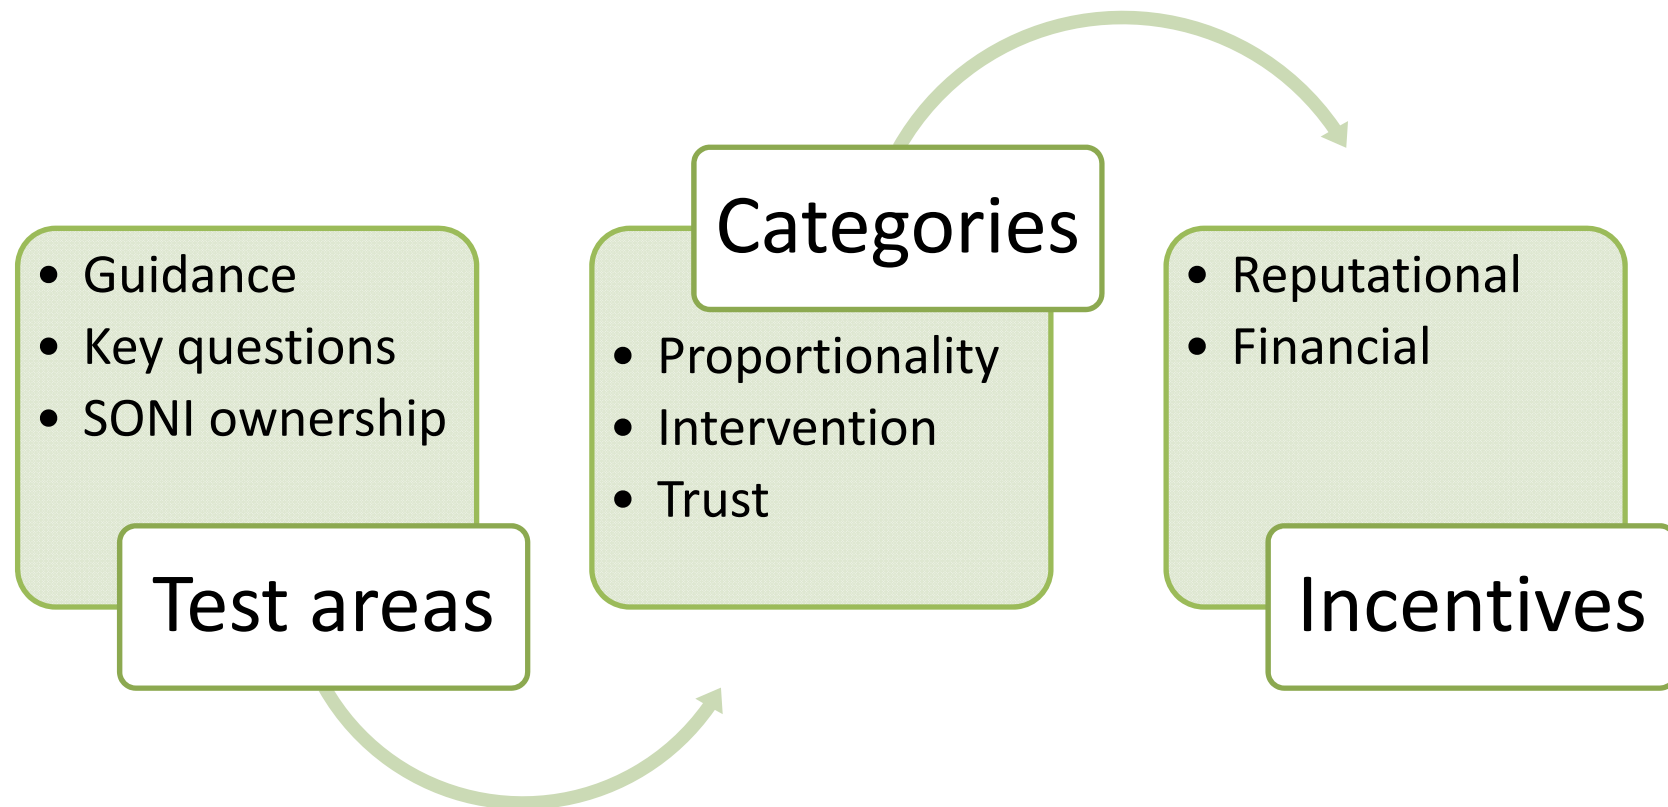 • Guidance
• Key questions
• SONI ownership
Test areas
Categories
• Proportionality
• Intervention
• Trust
• Reputational
• Financial
Incentives